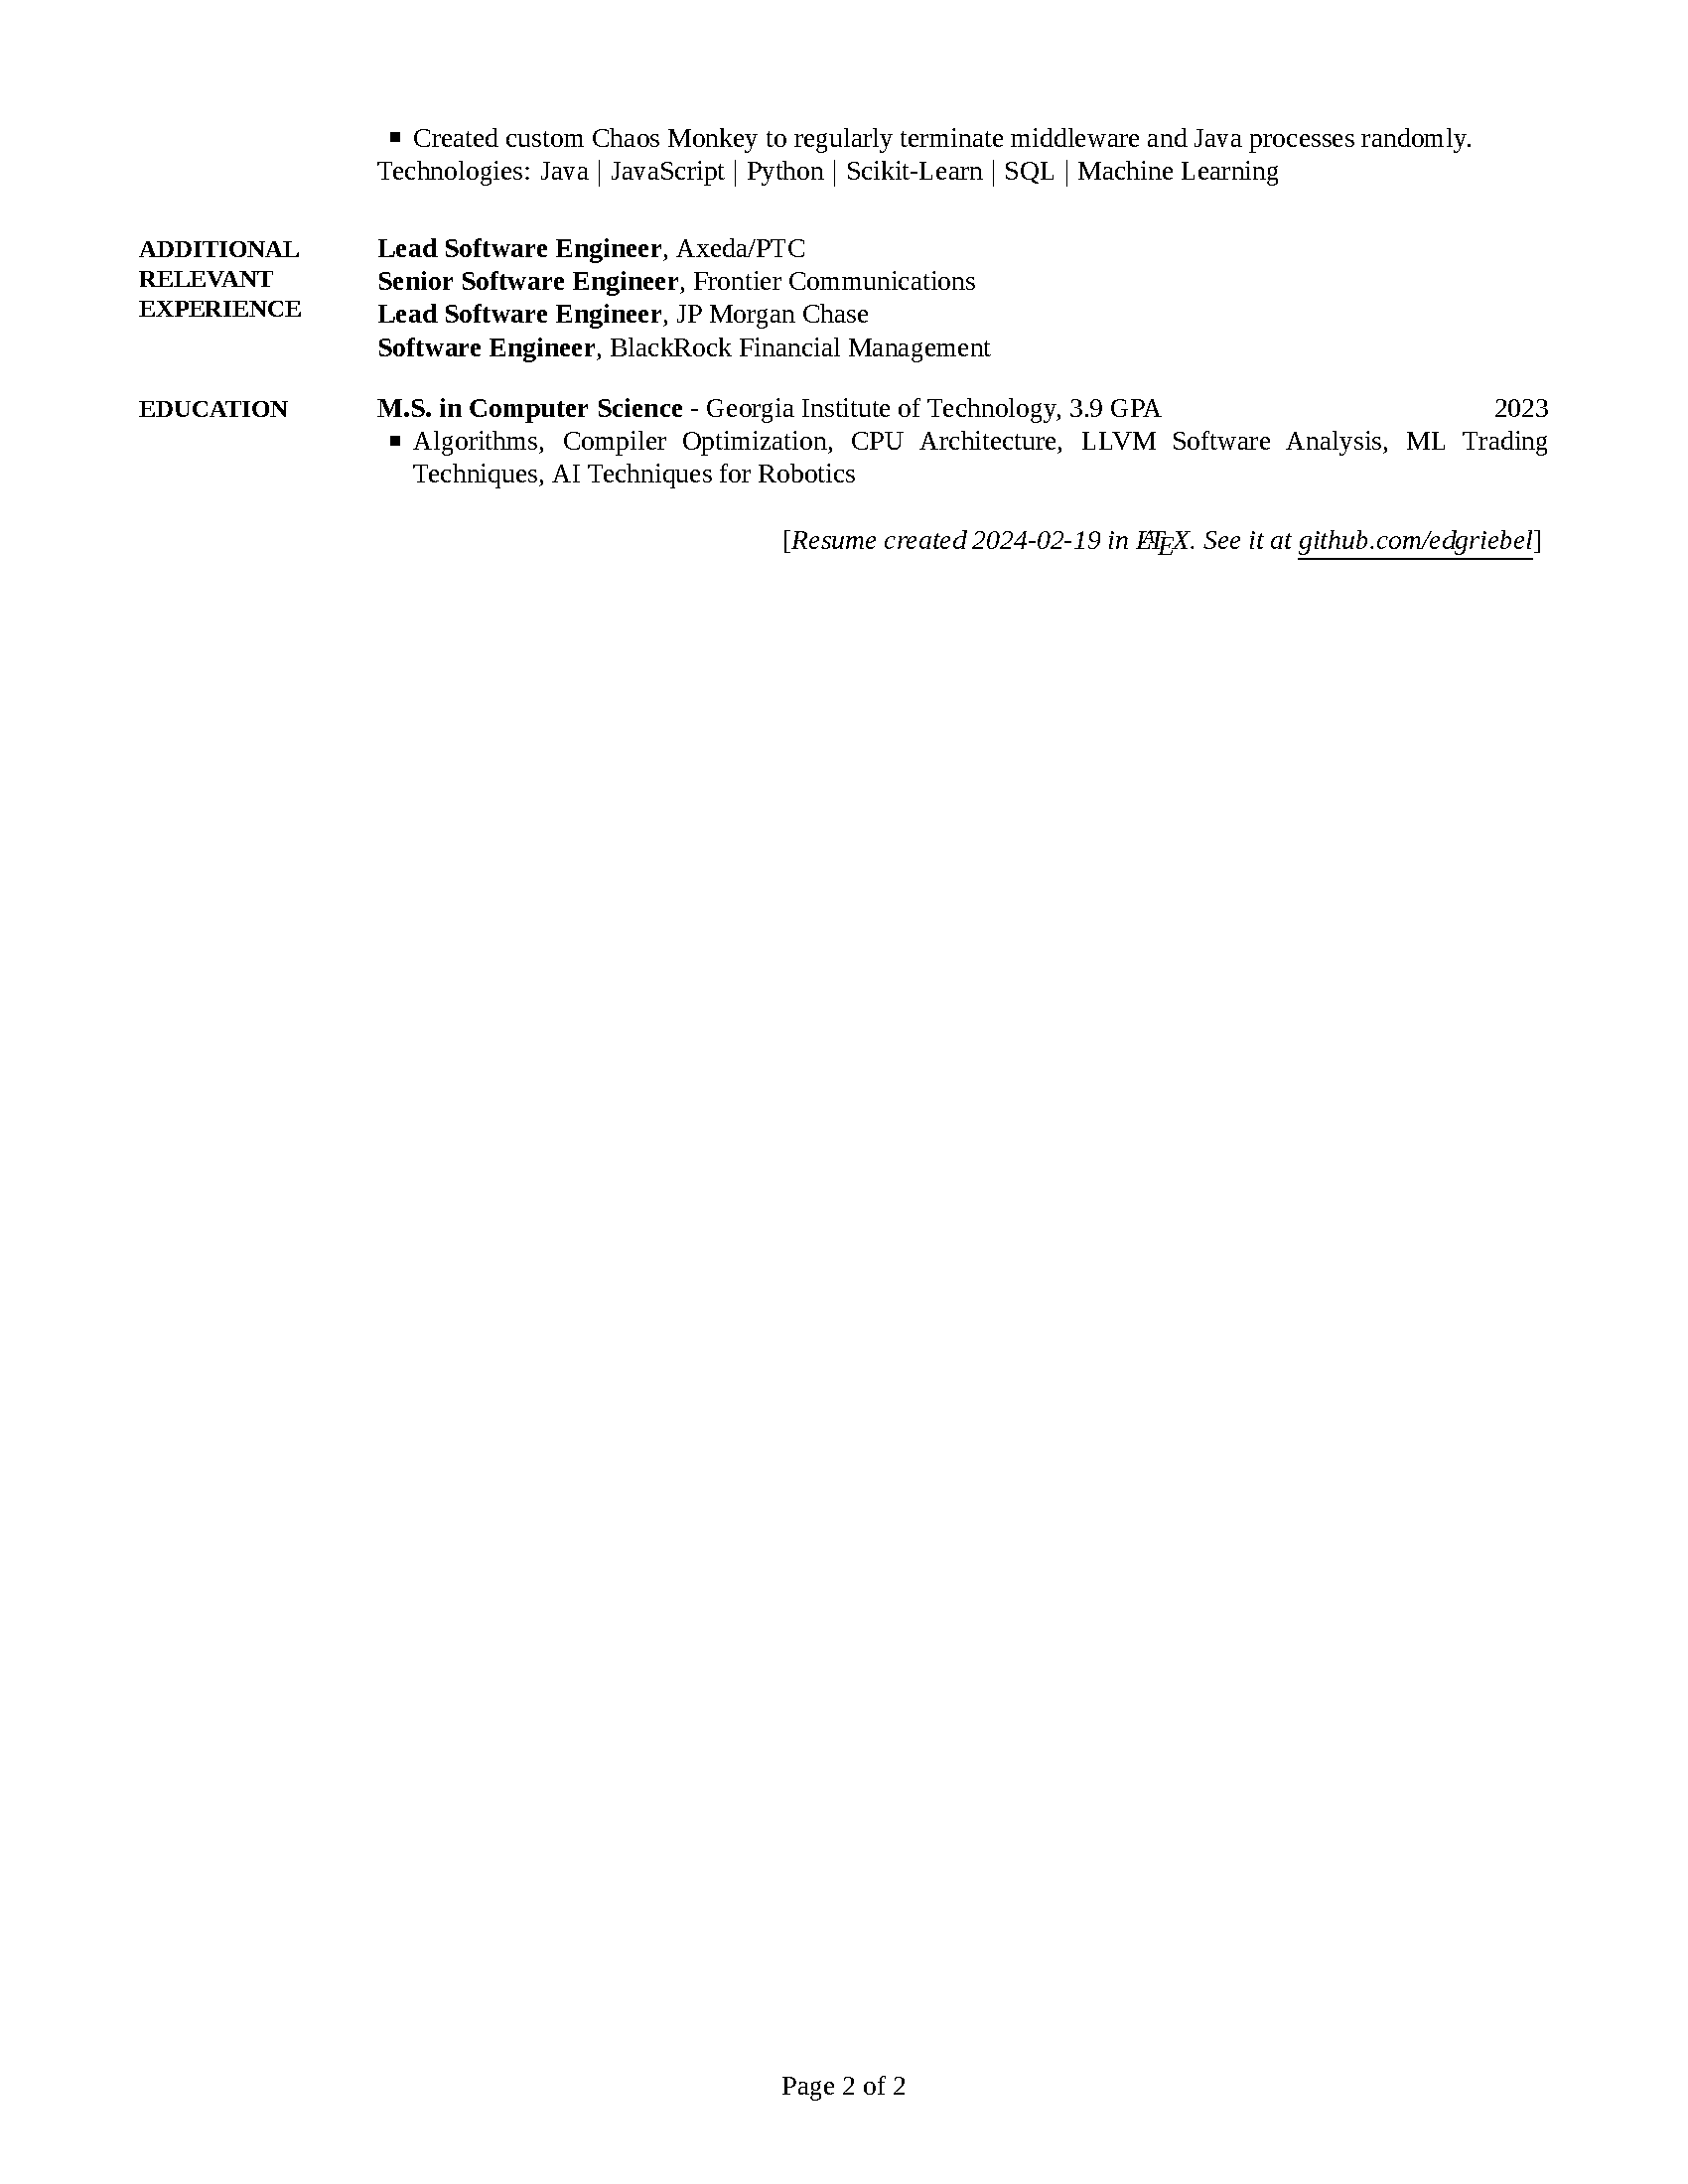 ▪ Created custom Chaos Monkey to regularly terminate middleware and Java processes randomly.
Technologies: Java | JavaScript | Python | Scikit-Learn | SQL | Machine Learning
ADDITIONAL
RELEVANT
EXPERIENCE
Lead Software Engineer, Axeda/PTC
Senior Software Engineer, Frontier Communications
Lead Software Engineer, JP Morgan Chase
Software Engineer, BlackRock Financial Management
EDUCATION
M.S. in Computer Science - Georgia Institute of Technology, 3.9 GPA 2023
▪ Algorithms, Compiler Optimization, CPU Architecture, LLVM Software Analysis, ML Trading
Techniques, AI Techniques for Robotics
[Resume created 2024-02-19 in LATEX. See it at github.com/edgriebel]
Page 2 of 2